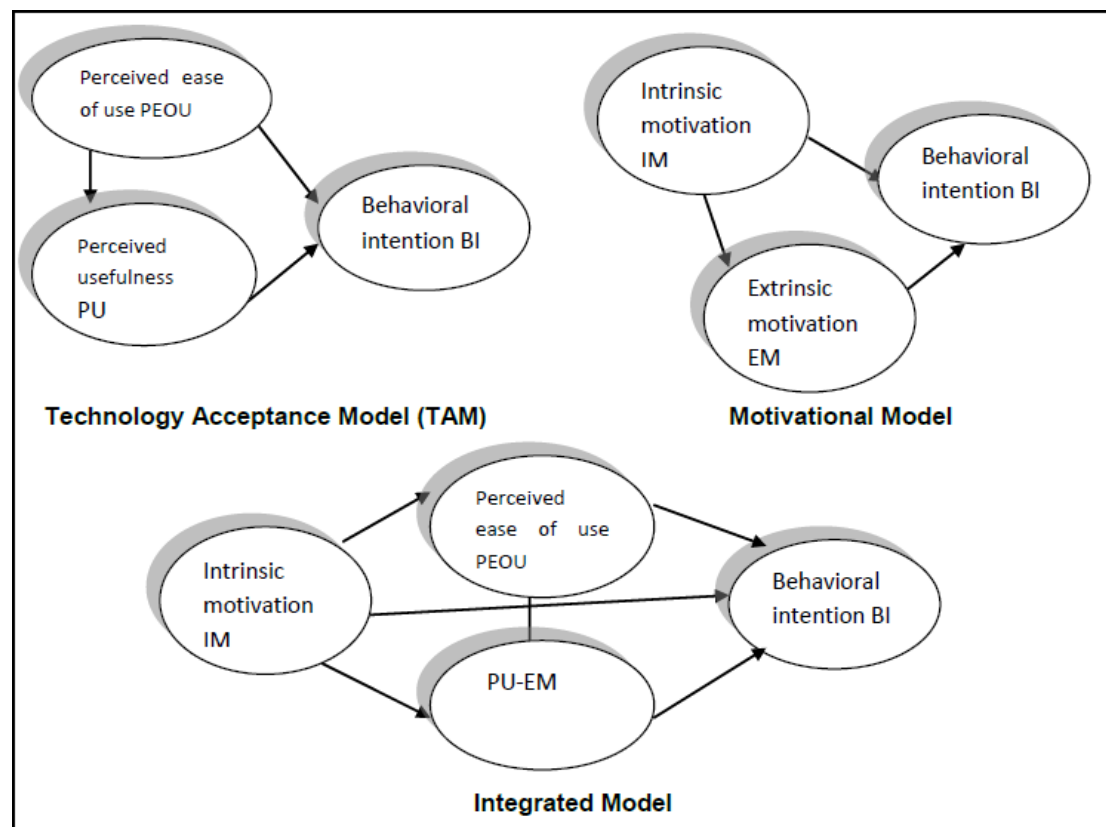 Perceived ease
of use PEOU
Perceived
usefulness
PU
Behavioral
intention BI
Technology Acceptance Model (TAM)
Intrinsic
motivation
IM
Behavioral
intention BI
Extrinsic
motivation
EM
Motivational Model
Perceived
ease of use
PEOU
Intrinsic
motivation
IM
Behavioral
intention BI
PU-EM
Integrated Model